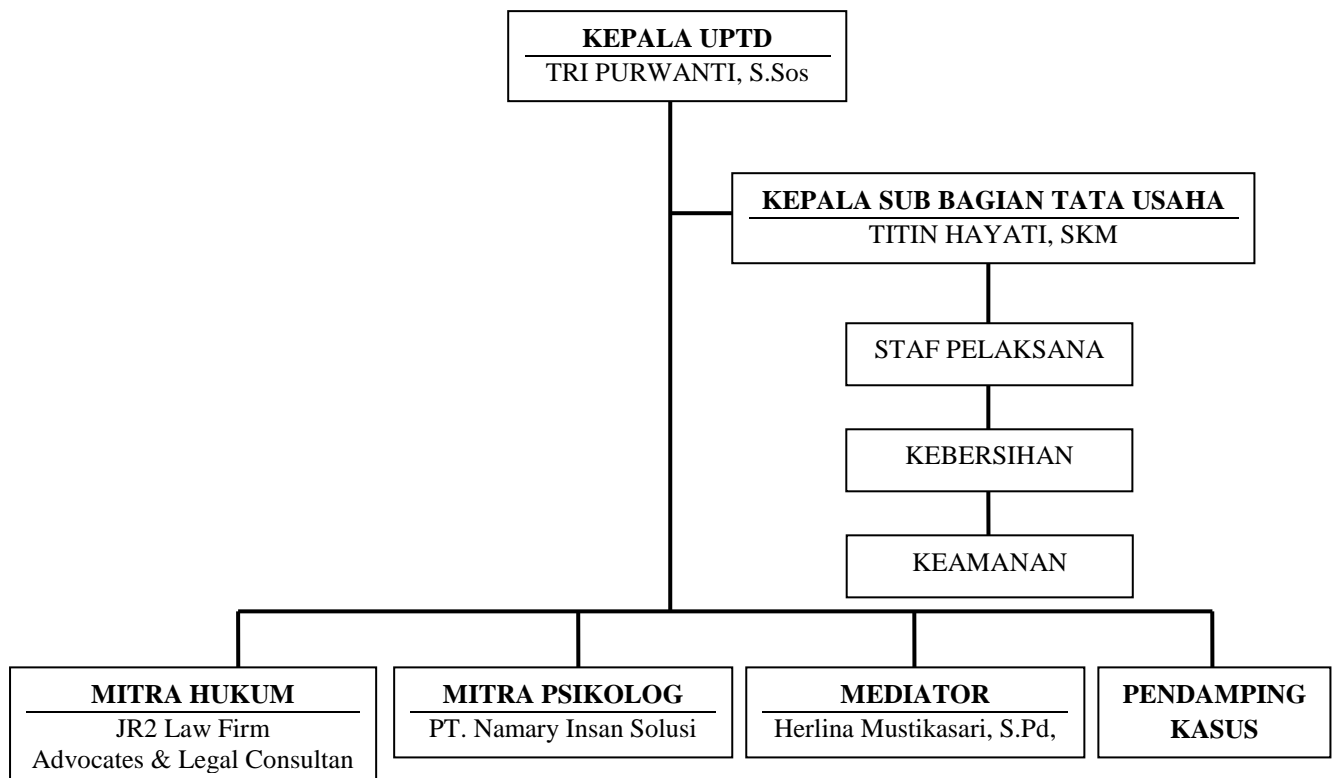 KEPALA UPTD
TRI PURWANTI, S.Sos
KEPALA SUB BAGIAN TATA USAHA
TITIN HAYATI, SKM
STAF PELAKSANA
KEBERSIHAN
KEAMANAN
MITRA HUKUM
JR2 Law Firm
Advocates & Legal Consultan
MITRA PSIKOLOG
PT. Namary Insan Solusi
MEDIATOR
Herlina Mustikasari, S.Pd,
PENDAMPING
KASUS